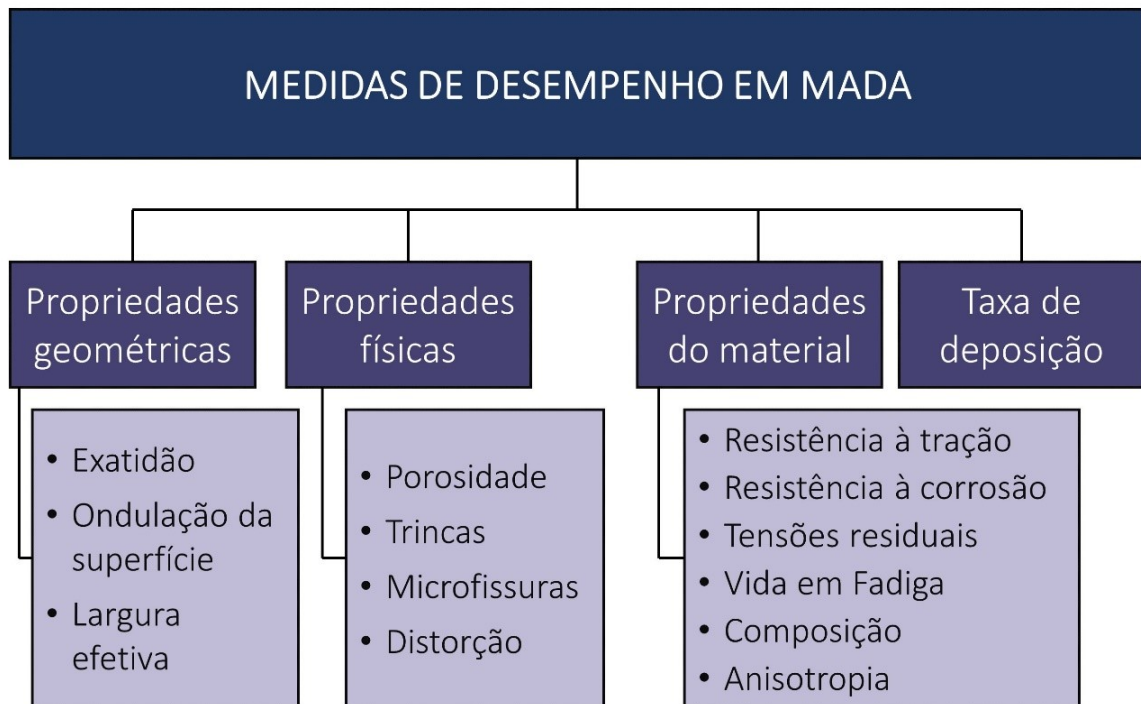 MEDIDAS DE DESEMPENHO EM MADA
Propriedades
geométricas
• Exatidão
• Ondulação da
superfície
• Largura
efetiva
Propriedades
físicas
• Porosidade
• Trincas
• Microfissuras
• Distorção
Propriedades
do material
• Resistência à tração
• Resistência à corrosão
• Tensões residuais
• Vida em Fadiga
• Composição
• Anisotropia
Taxa de
deposição